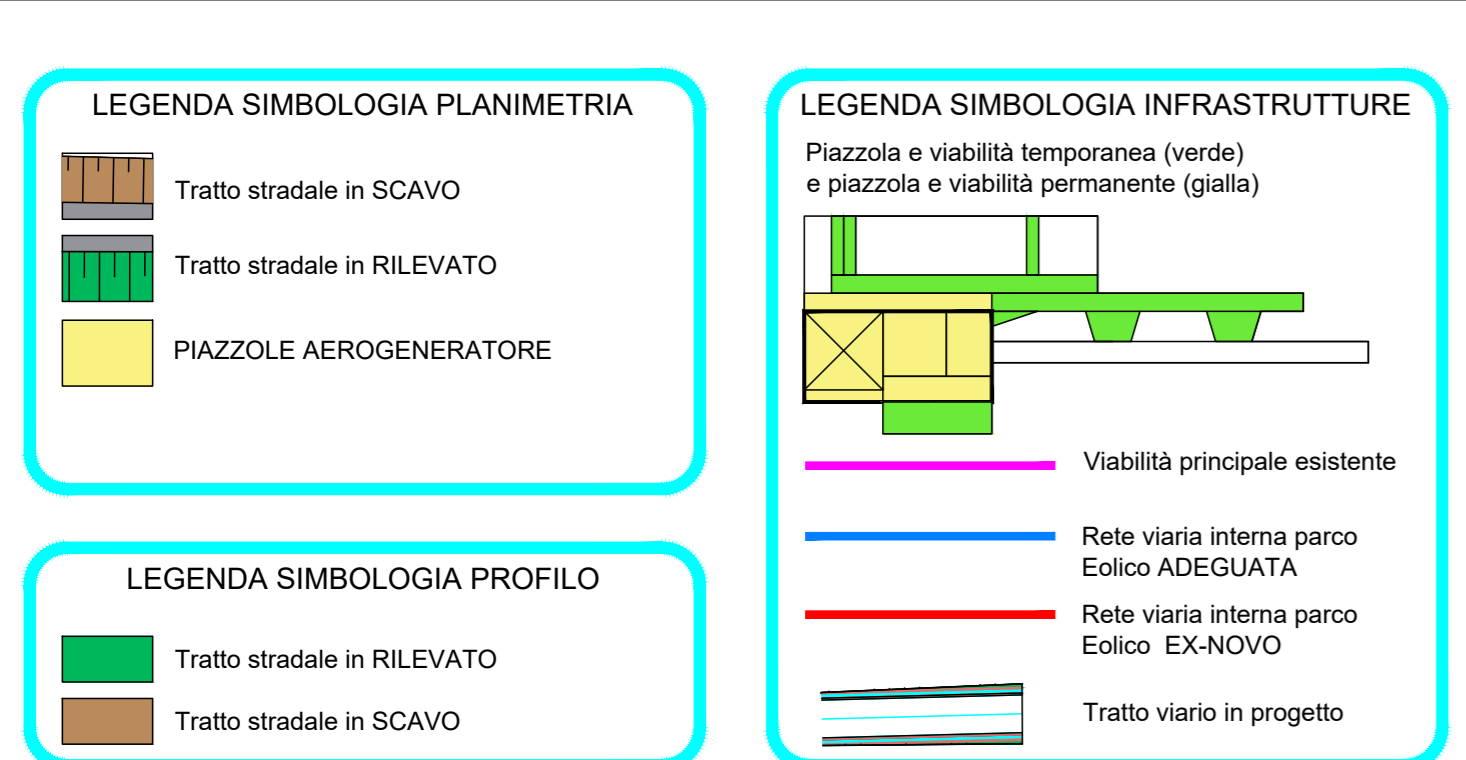 LEGENDA SIMBOLOGIA PLANIMETRIA
Tratto stradale in SCAVO
Tratto stradale in RILEVATO
PIAZZOLE AEROGENERATORE
LEGENDA SIMBOLOGIA PROFILO
Tratto stradale in RILEVATO
Tratto stradale in SCAVO
LEGENDA SIMBOLOGIA INFRASTRUTTURE
Piazzola e viabilità temporanea (verde)
e piazzola e viabilità permanente (gialla)
Viabilità principale esistente
Rete viaria interna parco
Eolico ADEGUATA
Rete viaria interna parco
Eolico EX-NOVO
Tratto viario in progetto